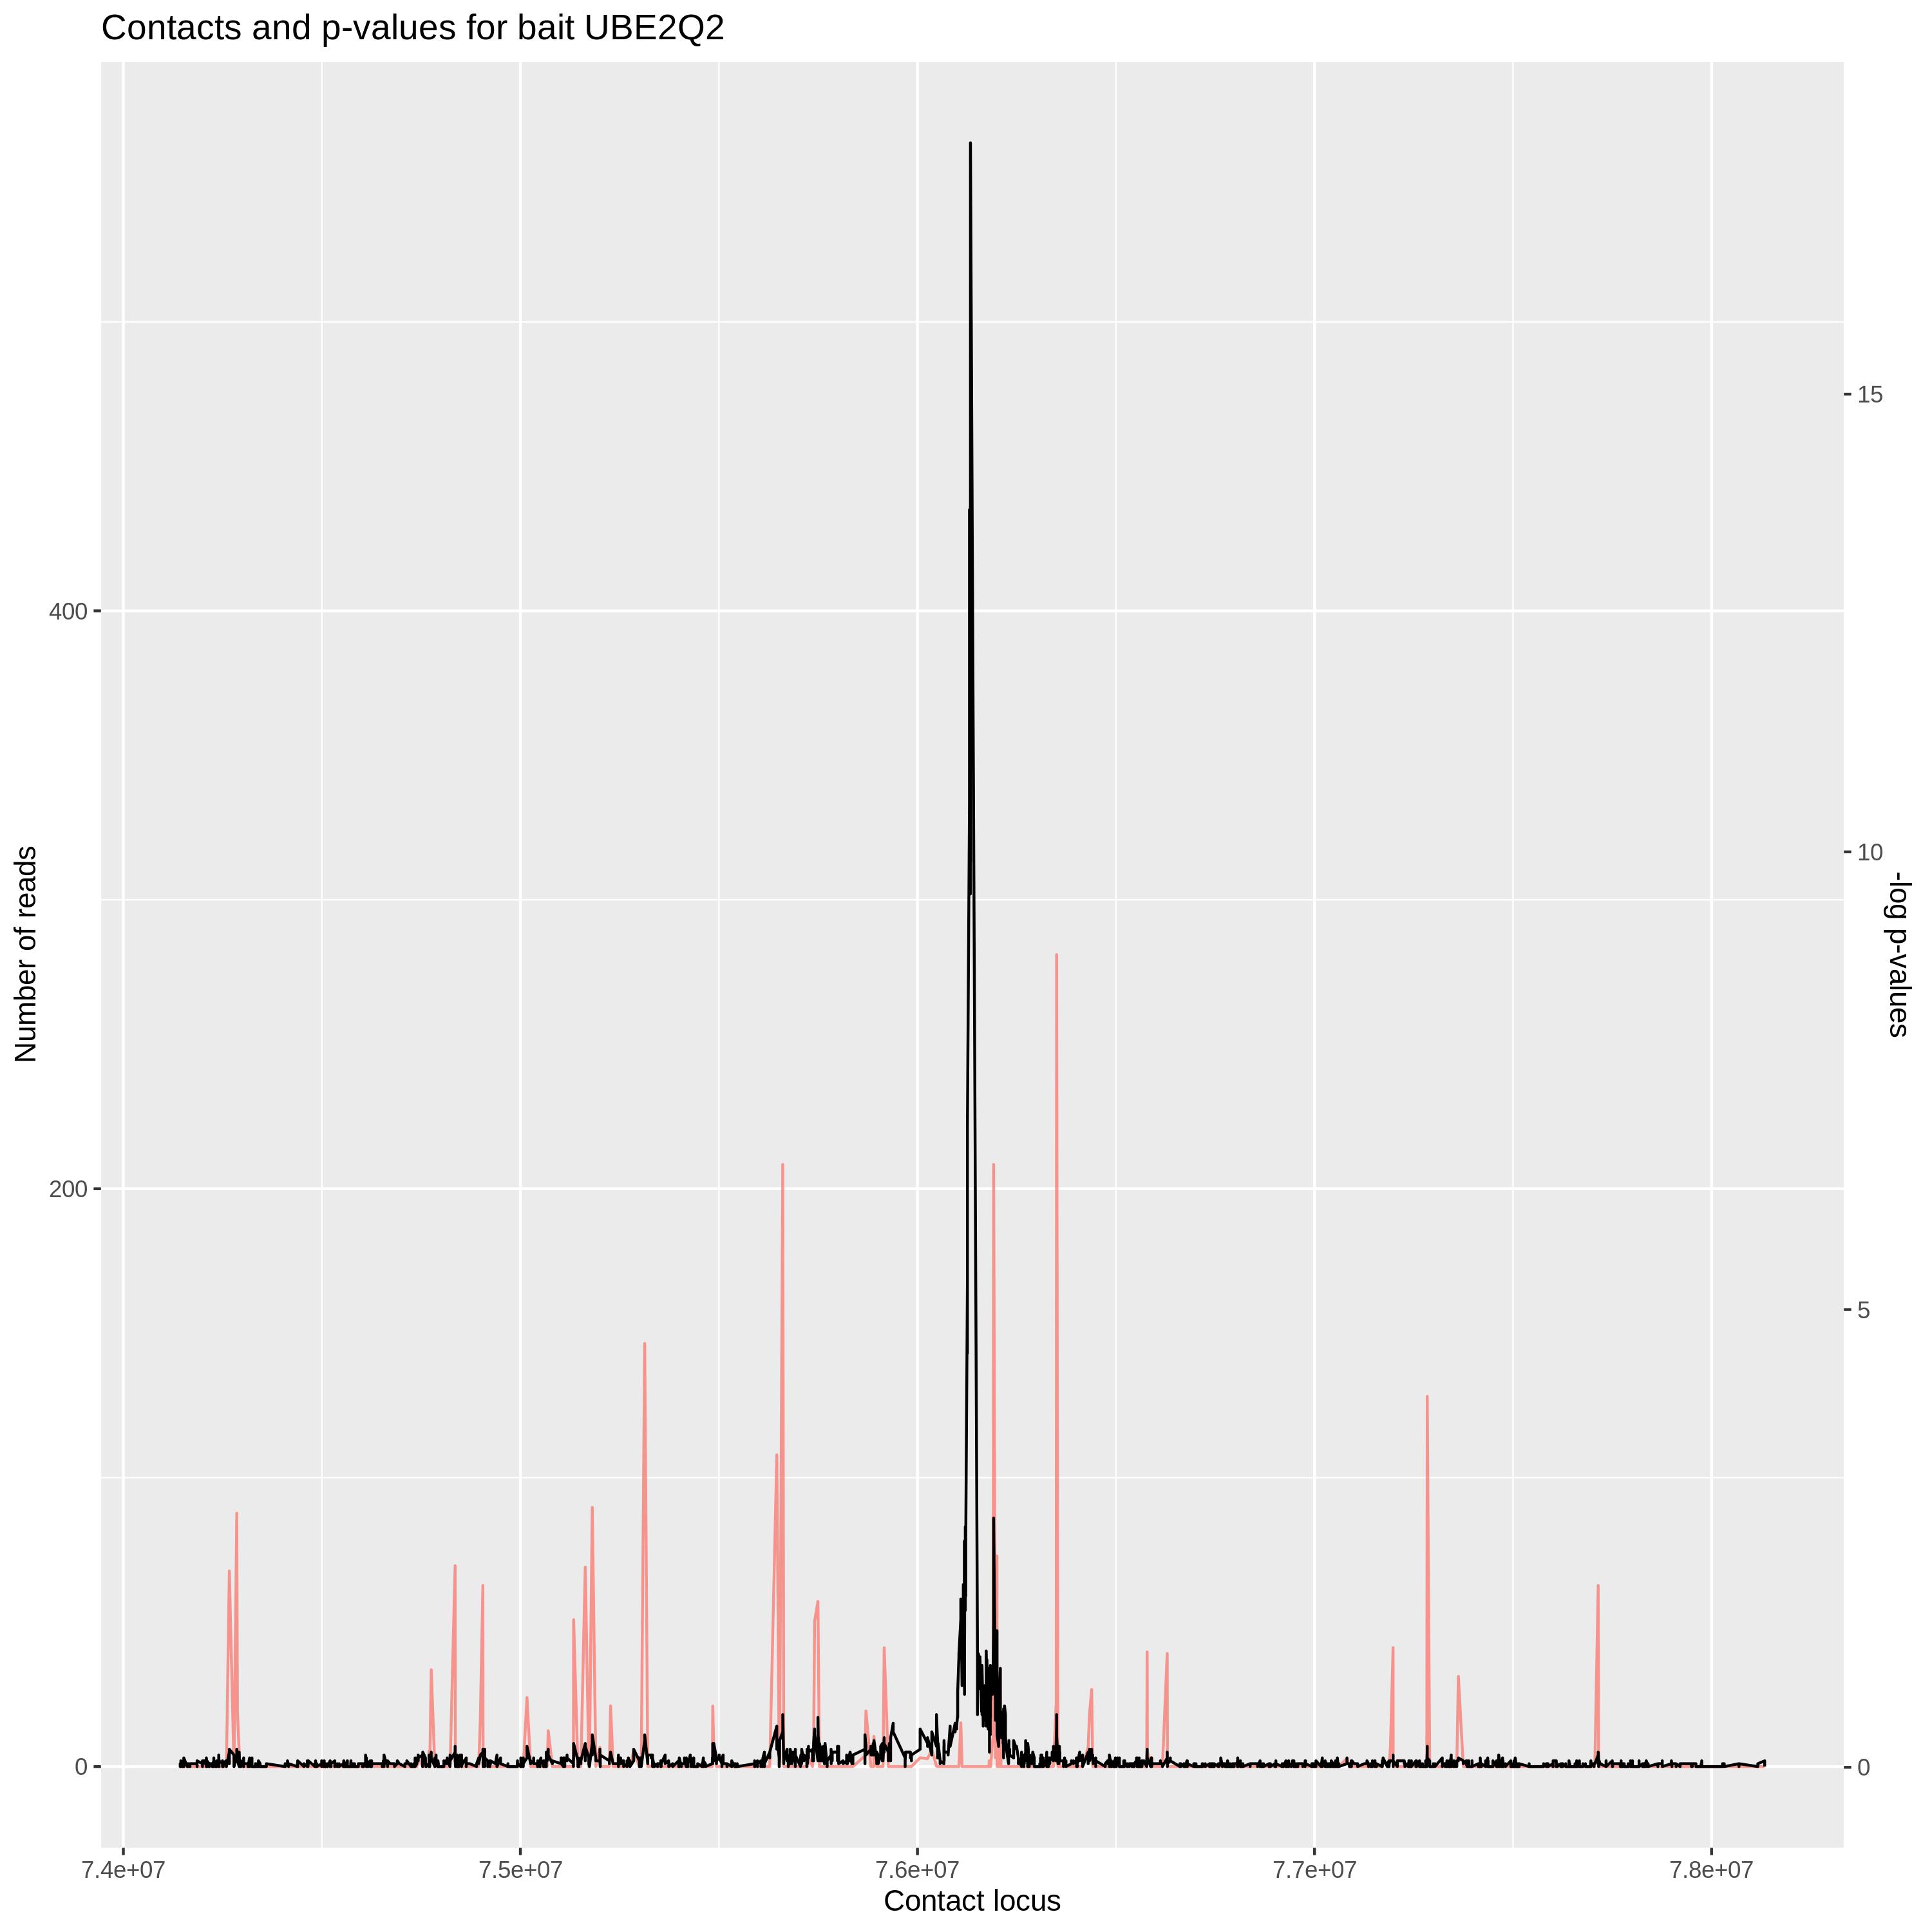 Contacts and p-values for bait UBE2Q2
Number of reads
400
200
0
15
10
5
0
-log p-values
7.4e+07 7.5e+07 7.6e+07 7.7e+07 7.8e+07
Contact locus